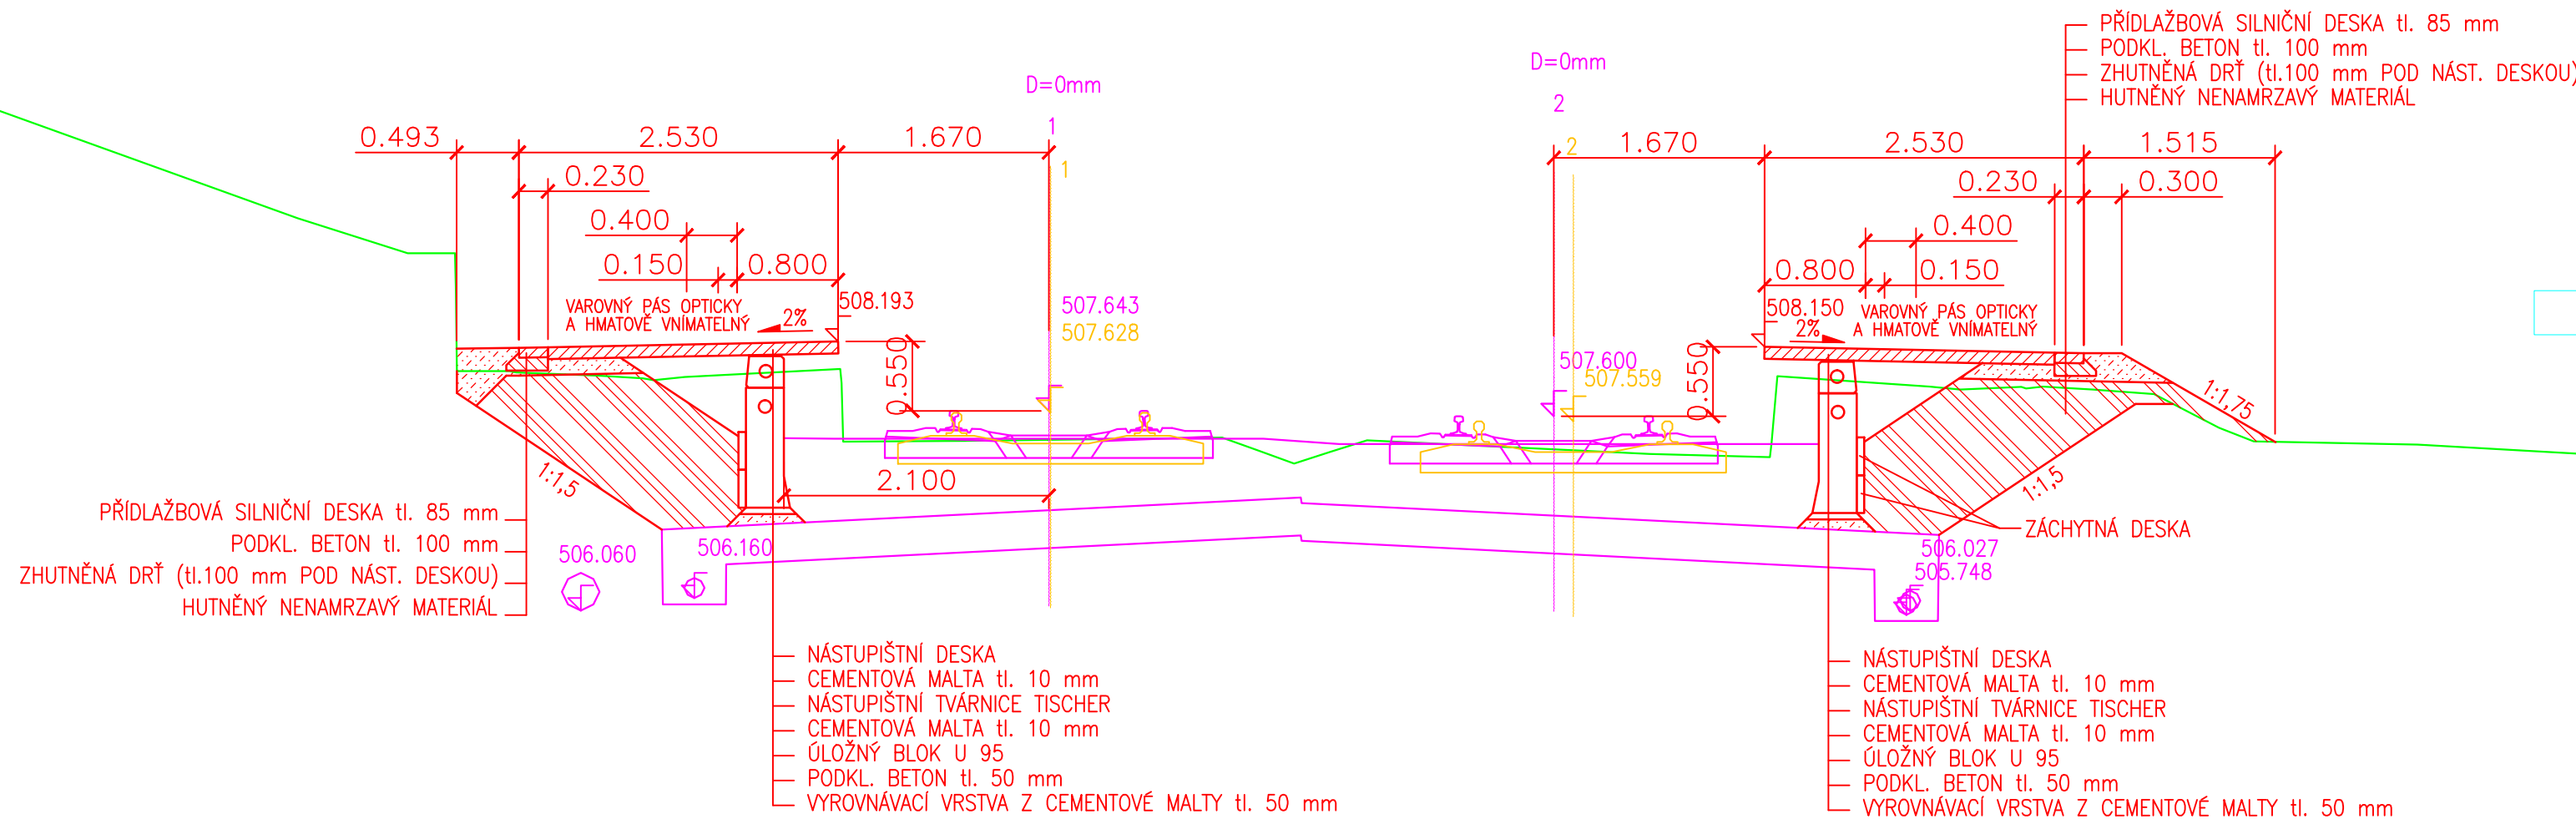 PŘÍDLAŽBOVÁ SILNIČNÍ DESKA tl. 85 mm
PODKL. BETON tl. 100 mm
ZHUTNĚNÁ DRŤ (tl.100 mm POD NÁST. DESKOU)
HUTNĚNÝ NENAMRZAVÝ MATERIÁL
D=0mm
D=0mm
1
2
0.493
2.530
1.670
1
2
1.670
2.530
1.515
0.230
0.230
0.300
0.400
0.400
0.150
0.800
0.800
0.150
VAROVNÝ PÁS OPTICKY
A HMATOVĚ VNÍMATELNÝ
2%
508.193
507.643
507.628
0.550
508.150
VAROVNÝ PÁS OPTICKY
A HMATOVĚ VNÍMATELNÝ
2%
507.600
507.559
0.550
1:1,75
1:1,5
2.100
1:1,5
ZÁCHYTNÁ DESKA
PŘÍDLAŽBOVÁ SILNIČNÍ DESKA tl. 85 mm
PODKL. BETON tl. 100 mm
ZHUTNĚNÁ DRŤ (tl.100 mm POD NÁST. DESKOU)
HUTNĚNÝ NENAMRZAVÝ MATERIÁL
506.060
506.160
506.027
505.748
NÁSTUPIŠTNÍ DESKA
CEMENTOVÁ MALTA tl. 10 mm
NÁSTUPIŠTNÍ TVÁRNICE TISCHER
CEMENTOVÁ MALTA tl. 10 mm
ÚLOŽNÝ BLOK U 95
PODKL. BETON tl. 50 mm
VYROVNÁVACÍ VRSTVA Z CEMENTOVÉ MALTY tl. 50 mm
NÁSTUPIŠTNÍ DESKA
CEMENTOVÁ MALTA tl. 10 mm
NÁSTUPIŠTNÍ TVÁRNICE TISCHER
CEMENTOVÁ MALTA tl. 10 mm
ÚLOŽNÝ BLOK U 95
PODKL. BETON tl. 50 mm
VYROVNÁVACÍ VRSTVA Z CEMENTOVÉ MALTY tl. 50 mm